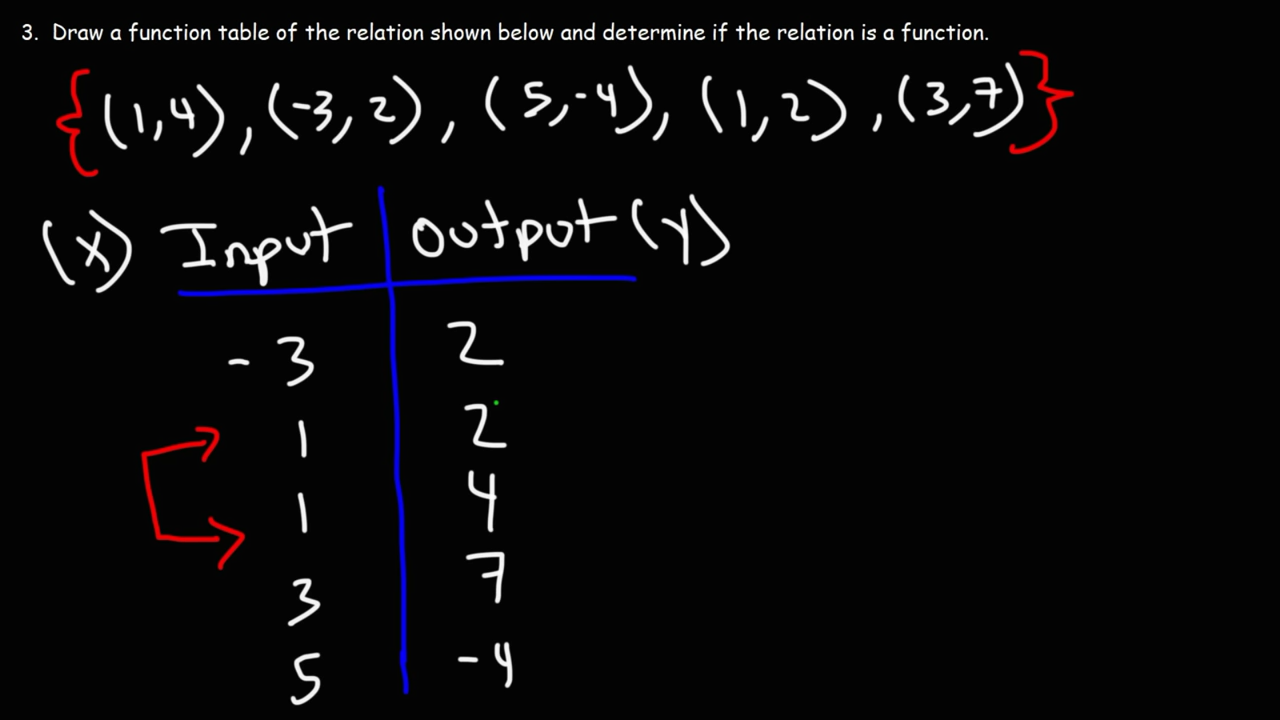 3. Draw a function table of the relation shown below and determine if the relation is a function.
{(1,4), (-3,2), (5,-4), (1,2), (3,7)}
(x) Input Output (y)
-3 2
1 2
1 4
3 7
5 -4